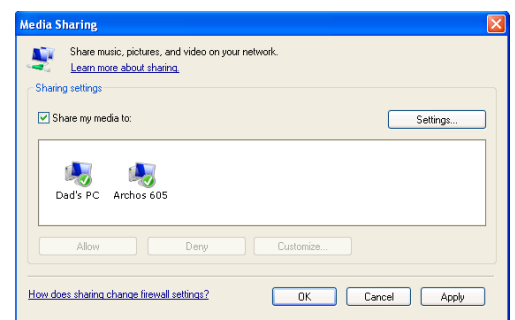 Media Sharing
Share music, pictures, and video on your network.
Learn more about sharing.
Sharing settings
Share my media to:
Settings...
Dad's PC Archos 605
Allow Deny Customize...
How does sharing change firewall settings? OK Cancel Apply